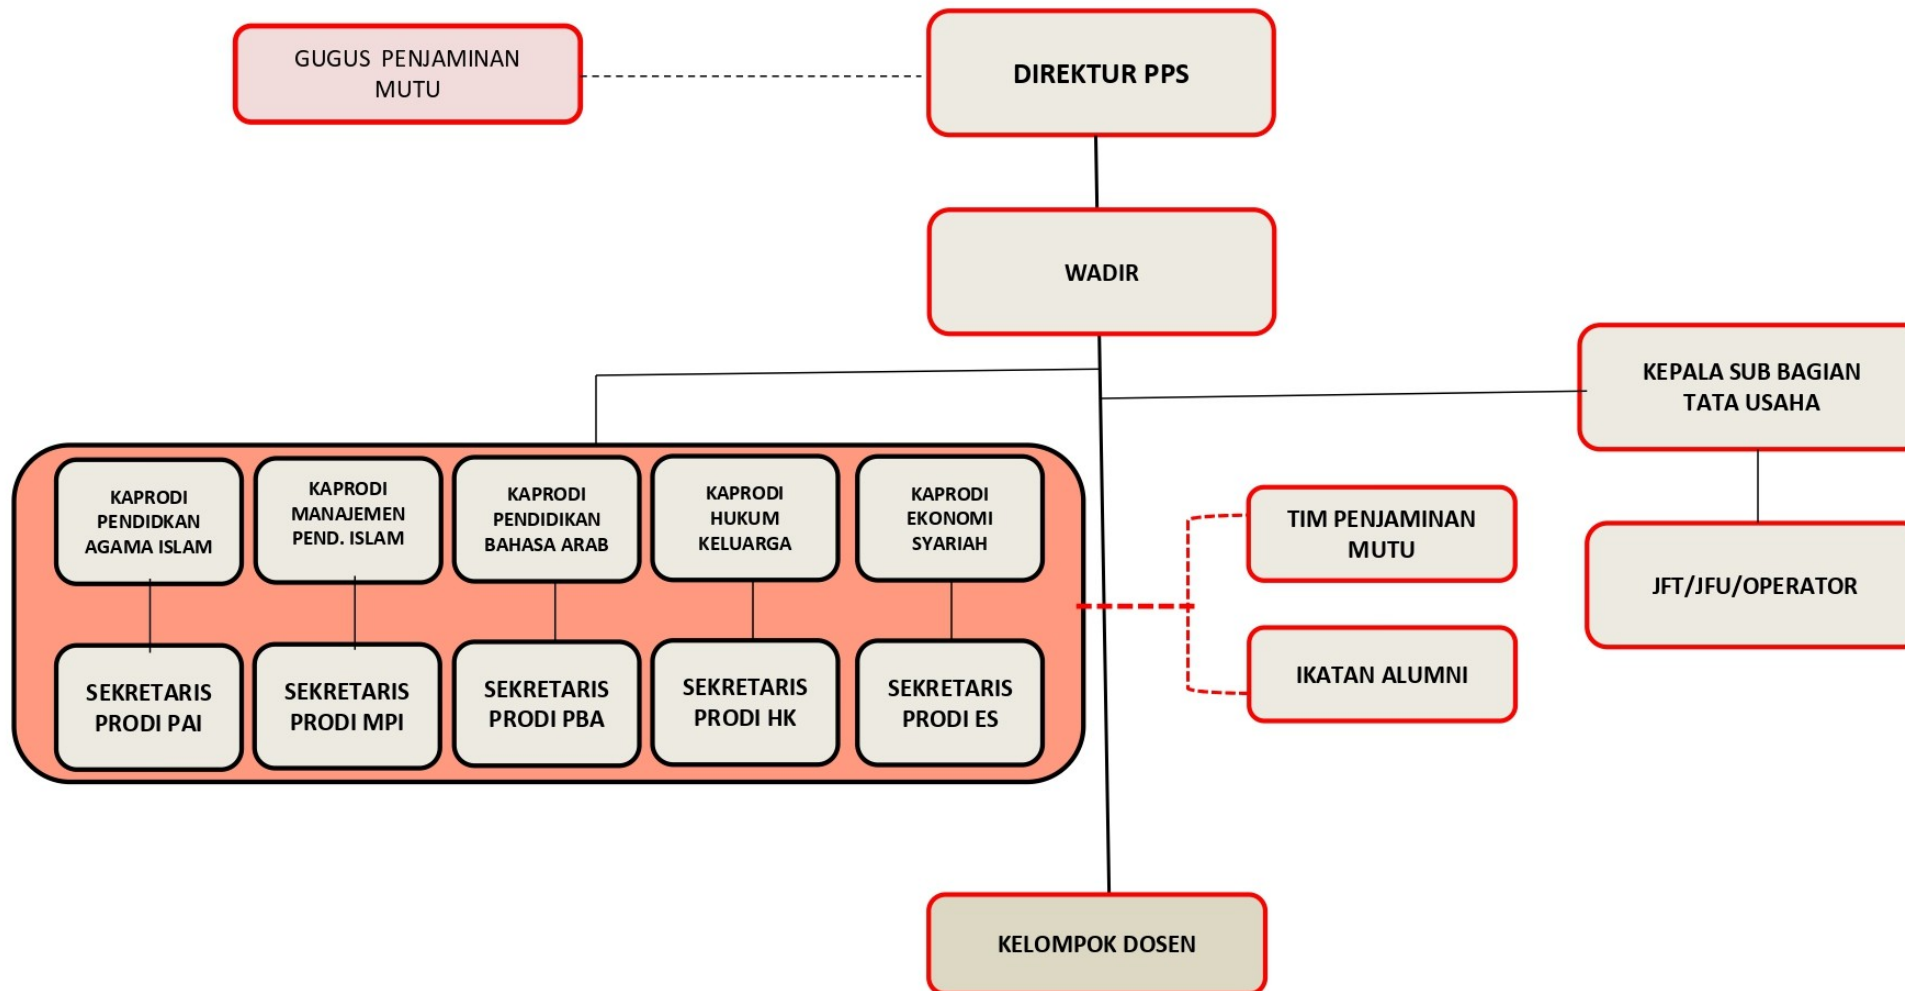 GUGUS PENJAMINAN
MUTU
DIREKTUR PPS
WADIR
KEPALA SUB BAGIAN
TATA USAHA
KAPRODI
PENDIDKAN
AGAMA ISLAM
KAPRODI
MANAJEMEN
PEND. ISLAM
KAPRODI
PENDIDIKAN
BAHASA ARAB
KAPRODI
HUKUM
KELUARGA
KAPRODI
EKONOMI
SYARIAH
TIM PENJAMINAN
MUTU
JFT/JFU/OPERATOR
SEKRETARIS
PRODI PAI
SEKRETARIS
PRODI MPI
SEKRETARIS
PRODI PBA
SEKRETARIS
PRODI HK
SEKRETARIS
PRODI ES
IKATAN ALUMNI
KELOMPOK DOSEN